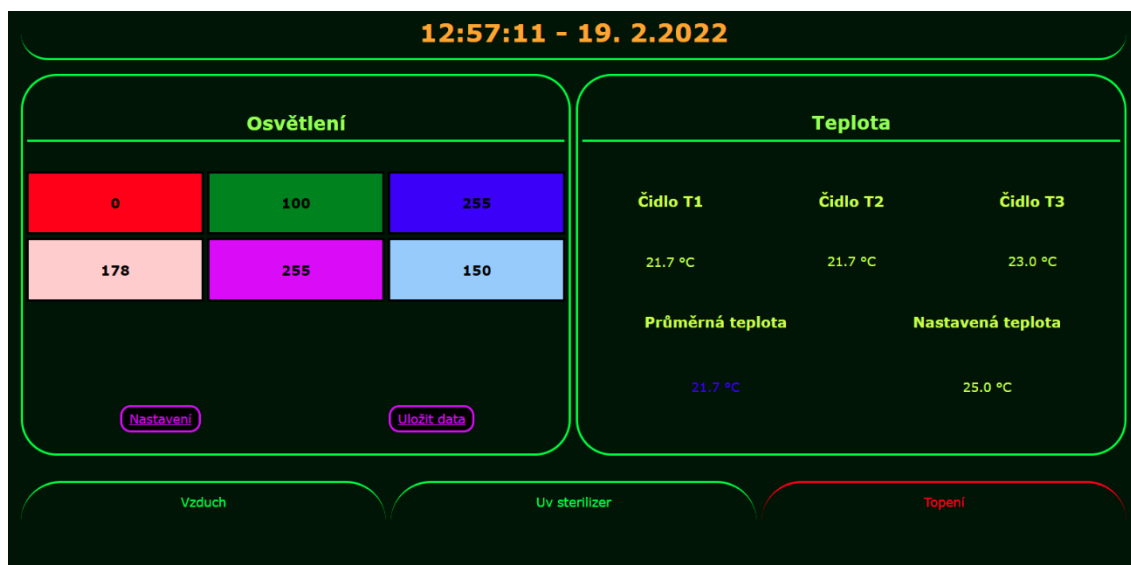 12:57:11 - 19. 2.2022
Osvětlení
0 100 255
178 255 150
Nastavení Uložit data
Teplota
Čidlo T1 Čidlo T2 Čidlo T3
21.7 °C 21.7 °C 23.0 °C
Průměrná teplota Nastavená teplota
21.7 °C 25.0 °C
Vzduch Uv sterilizer Topení